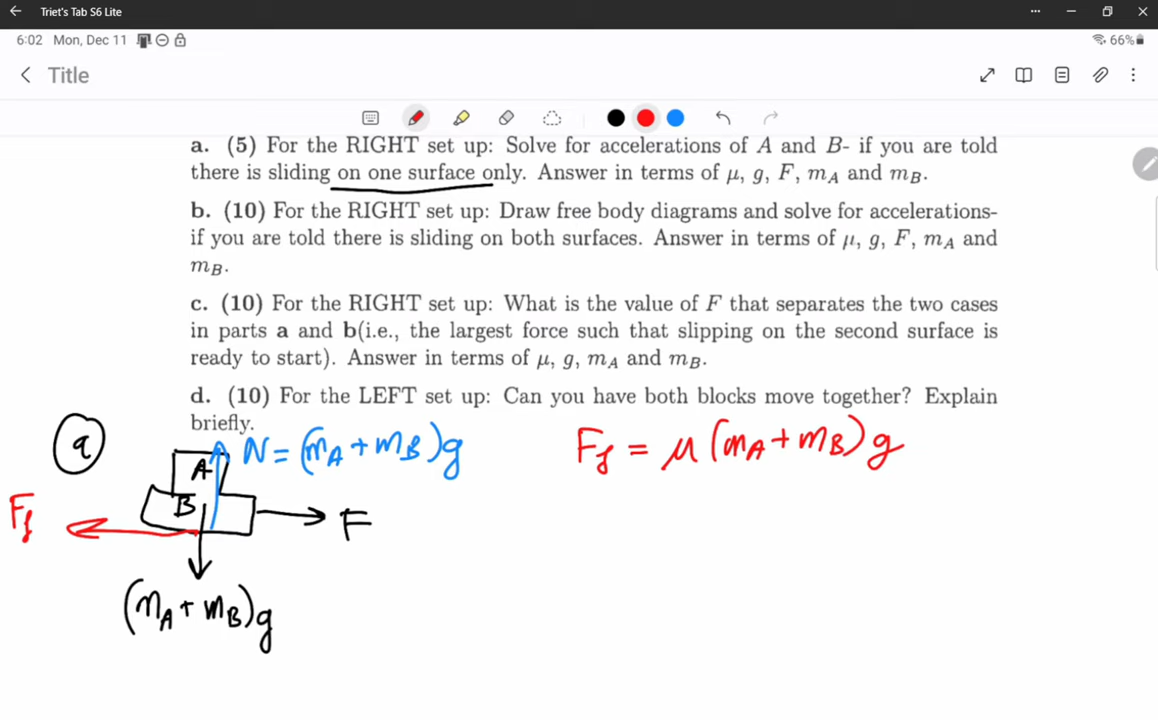 Triet's Tab S6 Lite
6:02 Mon, Dec 11 66%
Title
a. (5) For the RIGHT set up: Solve for accelerations of A and B- if you are told
there is sliding on one surface only. Answer in terms of μ, g, F, m_A and m_B.
b. (10) For the RIGHT set up: Draw free body diagrams and solve for accelerations-
if you are told there is sliding on both surfaces. Answer in terms of μ, g, F, m_A and
m_B.
c. (10) For the RIGHT set up: What is the value of F that separates the two cases
in parts a and b(i.e., the largest force such that slipping on the second surface is
ready to start). Answer in terms of μ, g, m_A and m_B.
d. (10) For the LEFT set up: Can you have both blocks move together? Explain
briefly.
a
N = (m_A + m_B)g
F_f = μ(m_A + m_B)g
A
B
F_f
F
(m_A + m_B)g